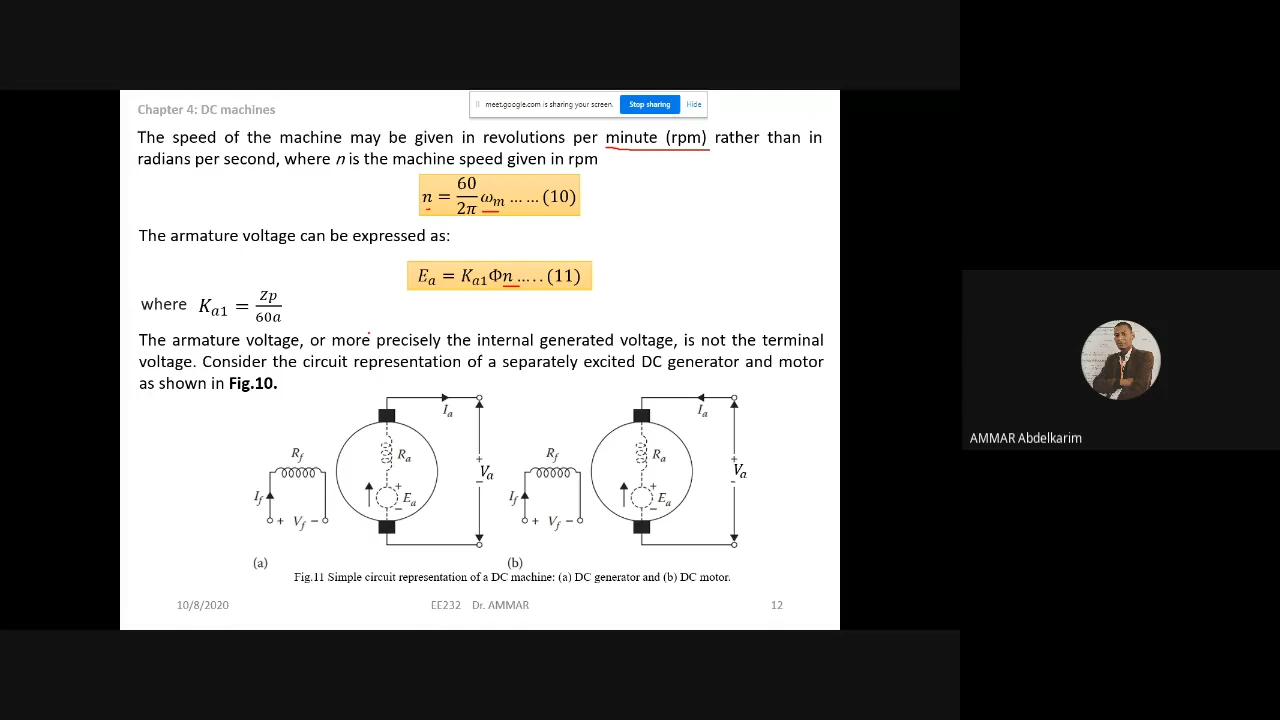 Chapter 4: DC machines
meet.google.com is sharing your screen. Stop sharing Hide
The speed of the machine may be given in revolutions per minute (rpm) rather than in
radians per second, where n is the machine speed given in rpm
n = 60/2π ωm … … (10)
The armature voltage can be expressed as:
Ea = Ka1Φn … . . (11)
where Ka1 = Zp/60a
The armature voltage, or more precisely the internal generated voltage, is not the terminal
voltage. Consider the circuit representation of a separately excited DC generator and motor
as shown in Fig.10.
Ia
Rf
Ra
+
Va
−
If
+
Ea
−
+ Vf −
(a)
Ia
Rf
Ra
+
Va
−
If
+
Ea
−
+ Vf −
(b)
Fig.11 Simple circuit representation of a DC machine: (a) DC generator and (b) DC motor.
10/8/2020 EE232 Dr. AMMAR 12
AMMAR Abdelkarim